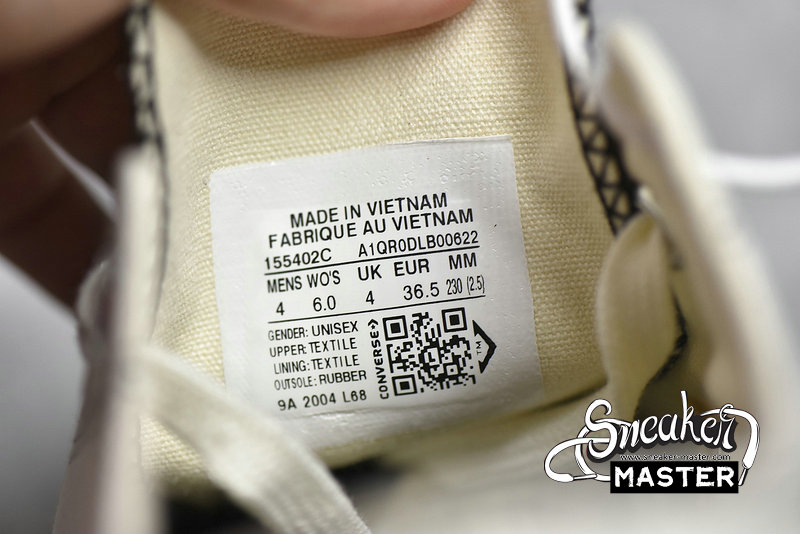 MADE IN VIETNAM
FABRIQUE AU VIETNAM
155402C A1QR0DLB00622
MENS WO'S UK EUR MM
4 6.0 4 36.5 230 (2.5)
GENDER: UNISEX
UPPER: TEXTILE
LINING: TEXTILE
OUTSOLE: RUBBER
9A 2004 L68
CONVERSE
TM
Sneaker
www.sneaker-master.com
MASTER